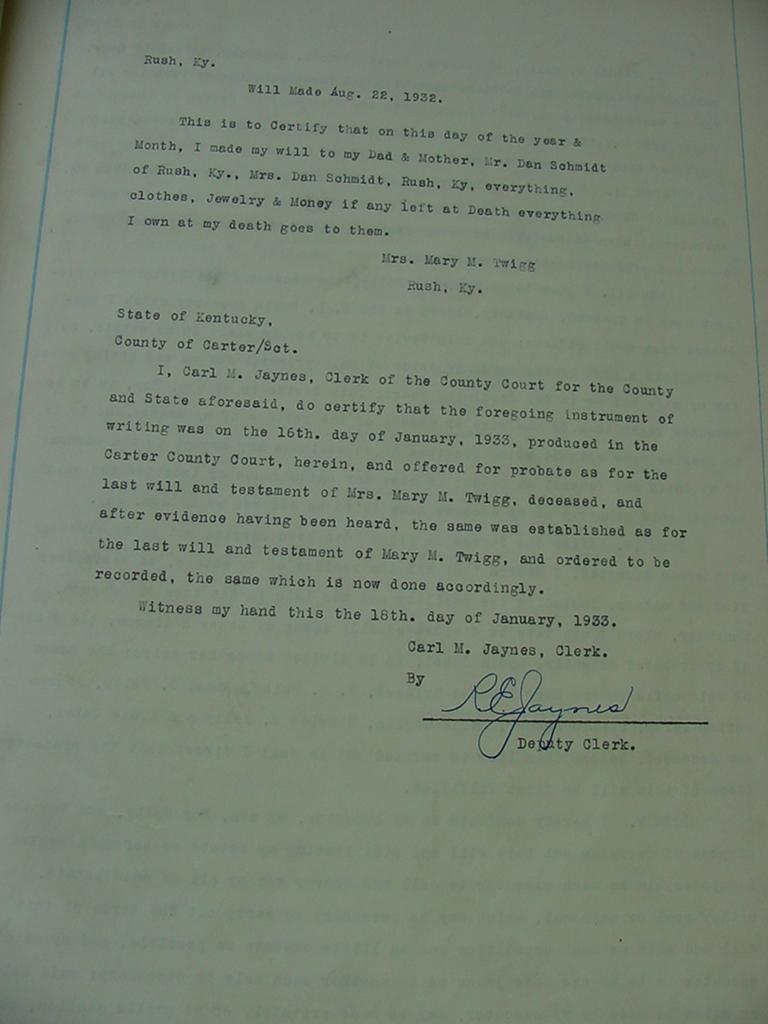 Rush, Ky.
Will Made Aug. 22, 1932.
This is to Certify that on this day of the year &
Month, I made my will to my Dad & Mother, Mr. Dan Schmidt
of Rush, Ky., Mrs. Dan Schmidt, Rush, Ky, everything,
clothes, Jewelry & Money if any left at Death everything
I own at my death goes to them.
Mrs. Mary M. Twigg
Rush, Ky.
State of Kentucky,
County of Carter/Sct.
I, Carl M. Jaynes, Clerk of the County Court for the County
and State aforesaid, do certify that the foregoing instrument of
writing was on the 16th. day of January, 1933, produced in the
Carter County Court, herein, and offered for probate as for the
last will and testament of Mrs. Mary M. Twigg, deceased, and
after evidence having been heard, the same was established as for
the last will and testament of Mary M. Twigg, and ordered to be
recorded, the same which is now done accordingly.
Witness my hand this the 18th. day of January, 1933.
Carl M. Jaynes, Clerk.
By
R.E. Jaynes
Deputy Clerk.